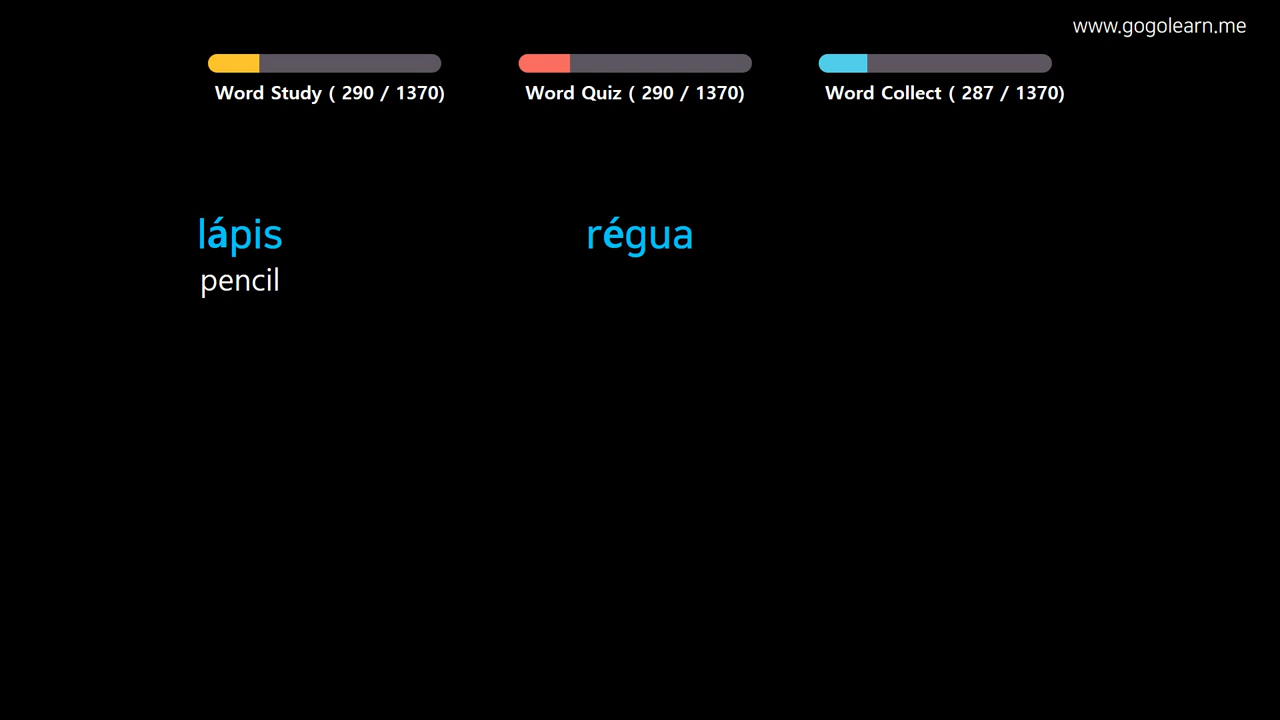 www.gogolearn.me
Word Study ( 290 / 1370)
Word Quiz ( 290 / 1370)
Word Collect ( 287 / 1370)
lápis
régua
pencil